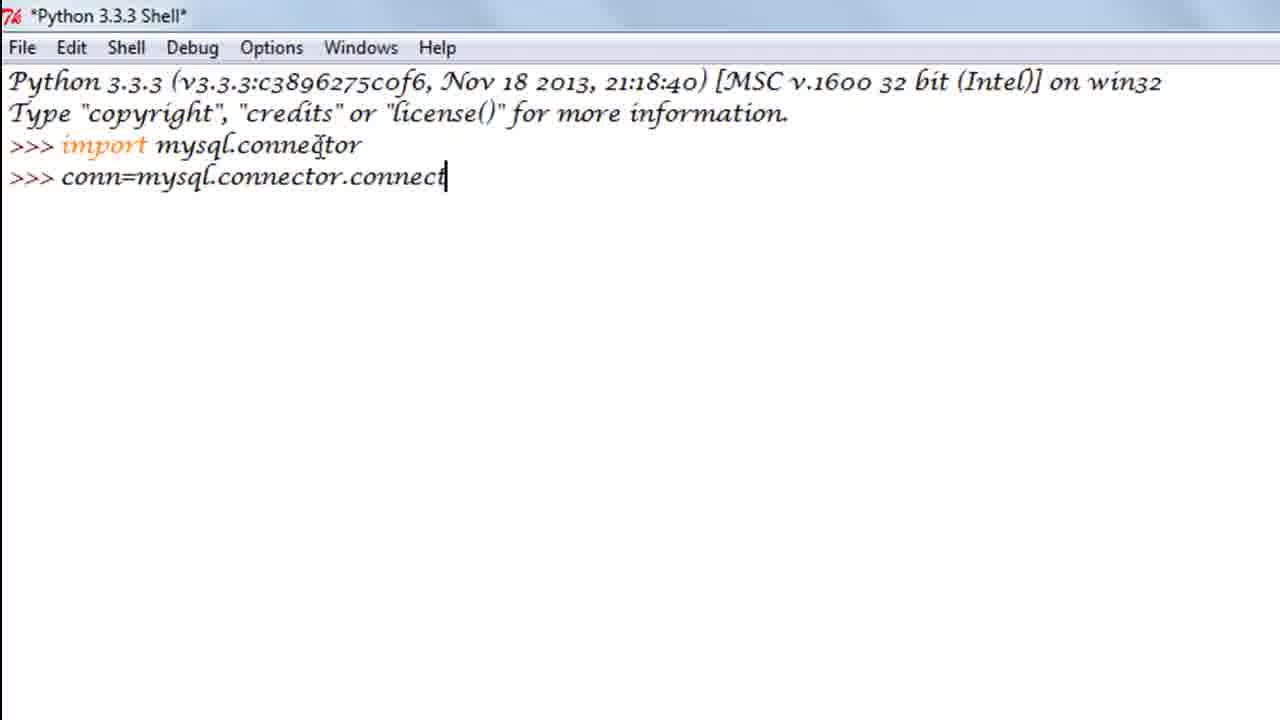 *Python 3.3.3 Shell*
File Edit Shell Debug Options Windows Help
Python 3.3.3 (v3.3.3:c3896275c0f6, Nov 18 2013, 21:18:40) [MSC v.1600 32 bit (Intel)] on win32
Type "copyright", "credits" or "license()" for more information.
>>> import mysql.connector
>>> conn=mysql.connector.connect